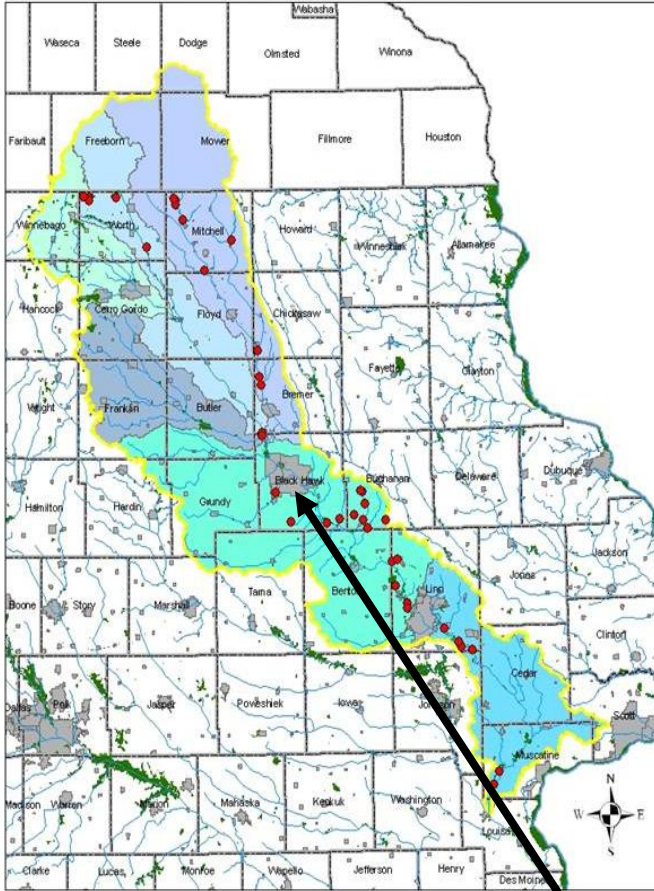 Wabasha
Waseca
Steele
Dodge
Olmsted
Winona
Faribault
Freeborn
Mower
Fillmore
Houston
Winnebago
Worth
Mitchell
Howard
Winneshiek
Allamakee
Hancock
Cerro Gordo
Floyd
Chickasaw
Fayette
Clayton
Wright
Franklin
Butler
Bremer
Hamilton
Hardin
Grundy
Black Hawk
Buchanan
Delaware
Dubuque
Boone
Story
Marshall
Tama
Benton
Linn
Jones
Jackson
Clinton
Cedar
Dallas
Polk
Jasper
Poweshiek
Iowa
Johnson
Scott
Muscatine
Madison
Warren
Marion
Mahaska
Keokuk
Washington
Louisa
Clarke
Lucas
Monroe
Wapello
Jefferson
Henry
Des Moines
N
W
E
S